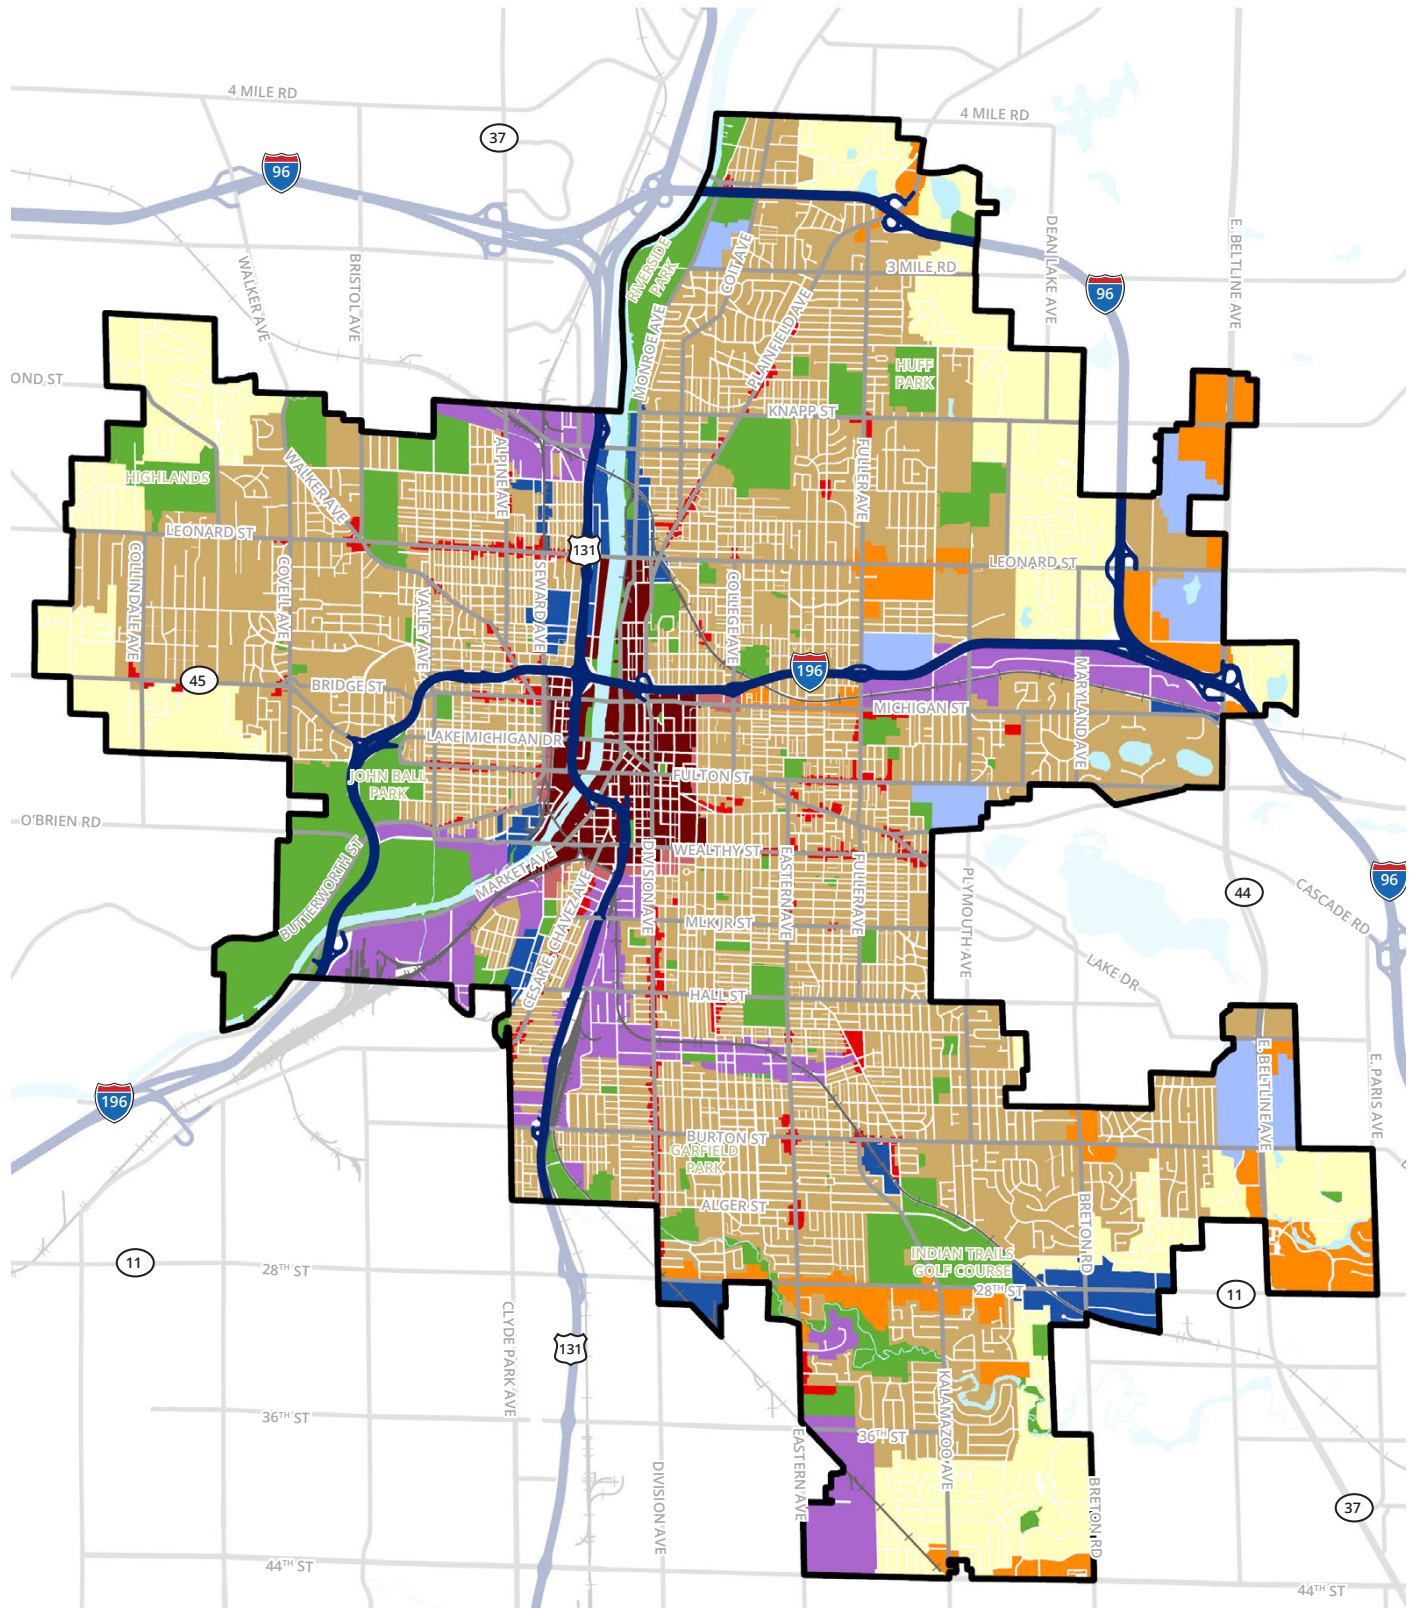 4 MILE RD
4 MILE RD
37
96
WALKER AVE
BRISTOL AVE
DEAN LAKE AVE
E. BELTLINE AVE
COIT AVE
3 MILE RD
RIVERSIDE
PARK
96
MONROE AVE
PLAINFIELD AVE
OND ST
HUFF
PARK
KNAPP ST
HIGHLANDS
WALKER AVE
ALPINE AVE
FULLER AVE
LEONARD ST
131
LEONARD ST
COLLINDALE AVE
COVELL AVE
VALLEY AVE
SEWARD AVE
COLLEGE AVE
196
45
BRIDGE ST
MARYLAND AVE
MICHIGAN ST
LAKE MICHIGAN DR
JOHN BALL
PARK
FULTON ST
O'BRIEN RD
WEALTHY ST
BUTTERWORTH ST
MARKET AVE
DIVISION AVE
EASTERN AVE
FULLER AVE
PLYMOUTH AVE
96
44
CASCADE RD
CESAR E. CHAVEZ AVE
MLK JR ST
LAKE DR
HALL ST
E. BELTLINE AVE
E. PARIS AVE
196
BURTON ST
GARFIELD
PARK
ALGER ST
BRETON RD
11
28TH ST
INDIAN TRAILS
GOLF COURSE
28TH ST
11
CLYDE PARK AVE
131
KALAMAZOO AVE
36TH ST
36TH ST
DIVISION AVE
EASTERN AVE
BRETON RD
37
44TH ST
44TH ST